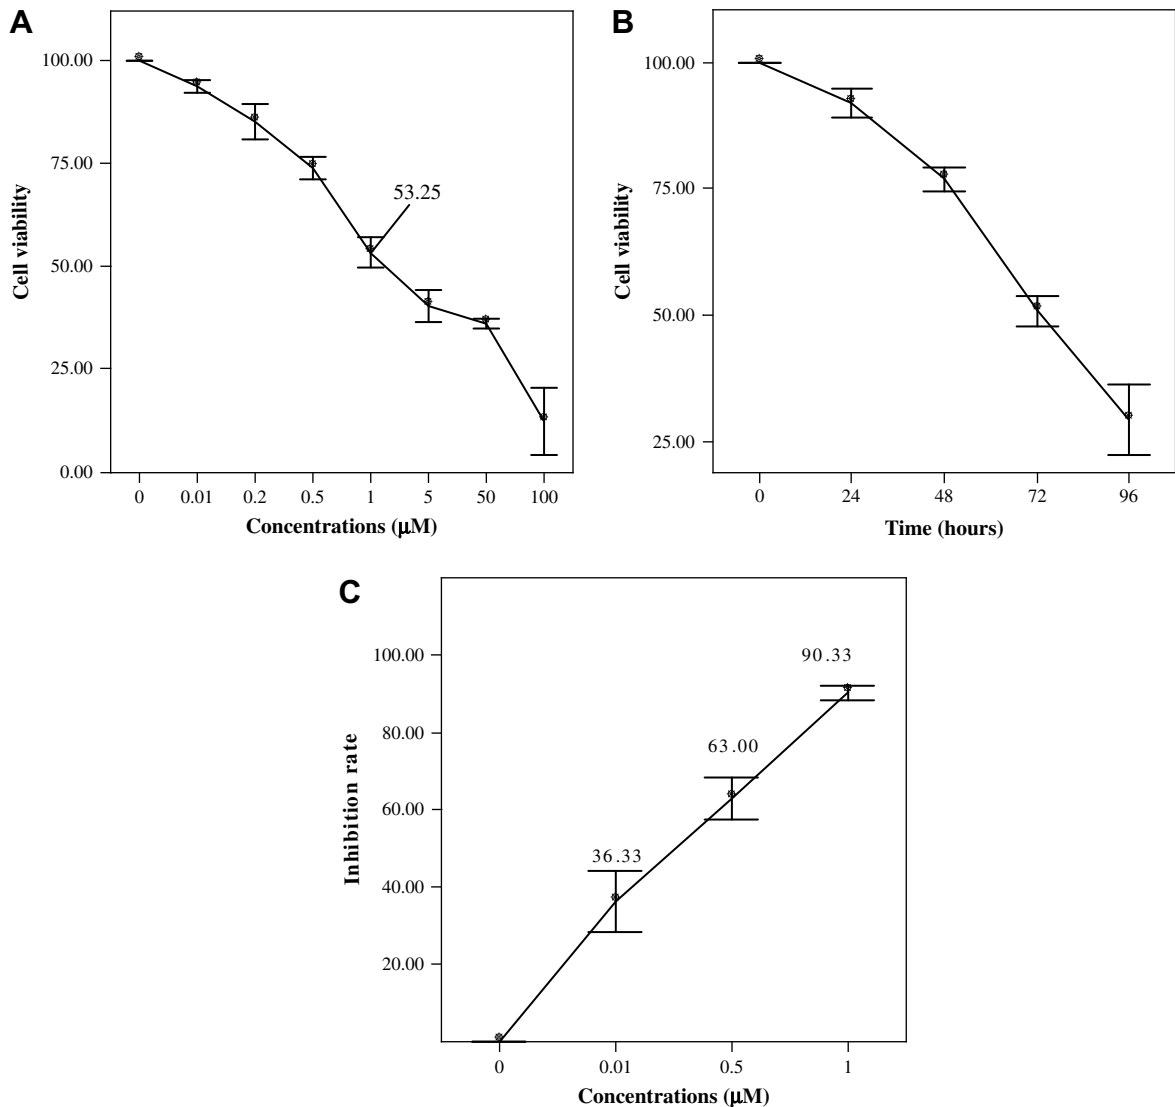 A
100.00
75.00
50.00
25.00
0.00
Cell viability
53.25
0 0.01 0.2 0.5 1 5 50 100
Concentrations (μM)
B
100.00
75.00
50.00
25.00
Cell viability
0 24 48 72 96
Time (hours)
C
100.00
80.00
60.00
40.00
20.00
Inhibition rate
90.33
63.00
36.33
0 0.01 0.5 1
Concentrations (μM)